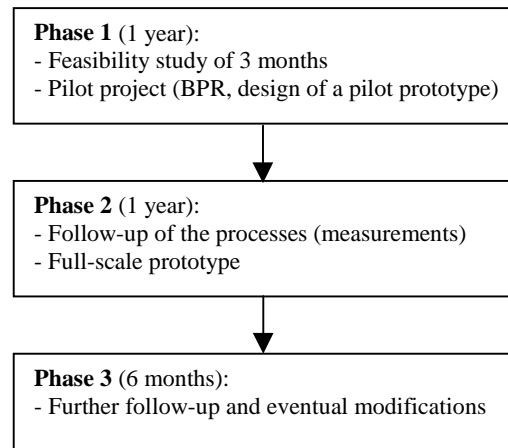 Phase 1 (1 year):
- Feasibility study of 3 months
- Pilot project (BPR, design of a pilot prototype)
Phase 2 (1 year):
- Follow-up of the processes (measurements)
- Full-scale prototype
Phase 3 (6 months):
- Further follow-up and eventual modifications